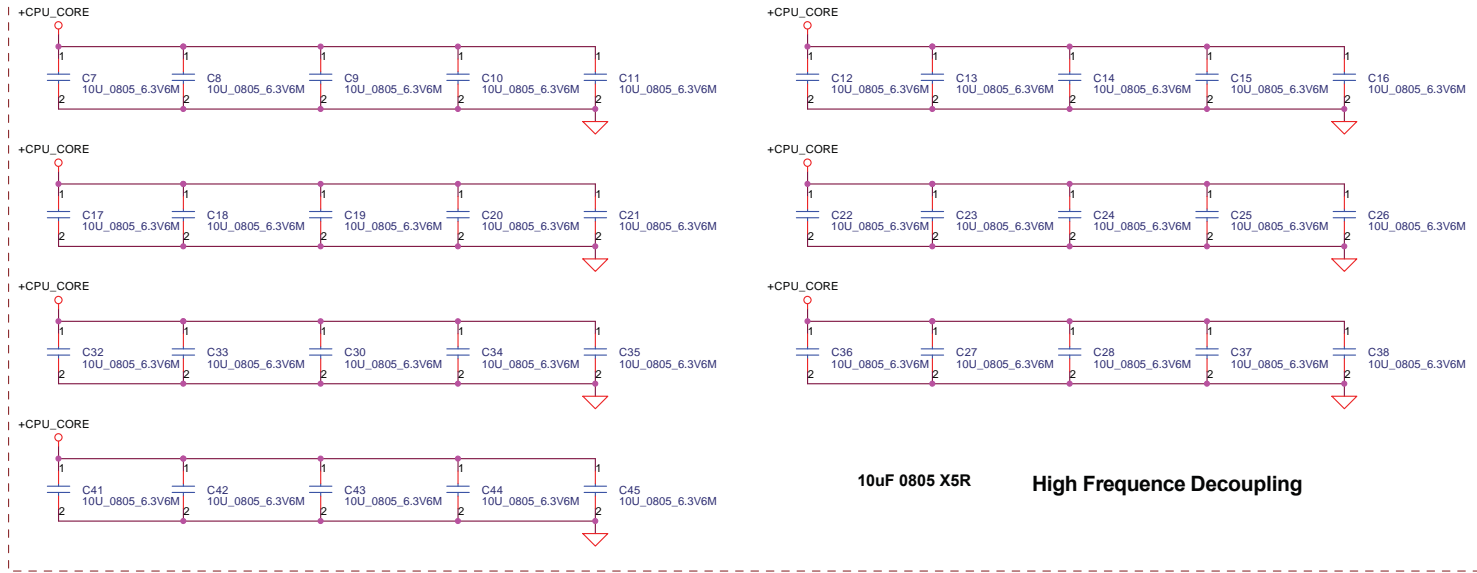 +CPU_CORE
1 1 1 1 1
C7 C8 C9 C10 C11
10U_0805_6.3V6M 10U_0805_6.3V6M 10U_0805_6.3V6M 10U_0805_6.3V6M 10U_0805_6.3V6M
2 2 2 2 2
+CPU_CORE
1 1 1 1 1
C12 C13 C14 C15 C16
10U_0805_6.3V6M 10U_0805_6.3V6M 10U_0805_6.3V6M 10U_0805_6.3V6M 10U_0805_6.3V6M
2 2 2 2 2
+CPU_CORE
1 1 1 1 1
C17 C18 C19 C20 C21
10U_0805_6.3V6M 10U_0805_6.3V6M 10U_0805_6.3V6M 10U_0805_6.3V6M 10U_0805_6.3V6M
2 2 2 2 2
+CPU_CORE
1 1 1 1 1
C22 C23 C24 C25 C26
10U_0805_6.3V6M 10U_0805_6.3V6M 10U_0805_6.3V6M 10U_0805_6.3V6M 10U_0805_6.3V6M
2 2 2 2 2
+CPU_CORE
1 1 1 1 1
C32 C33 C30 C34 C35
10U_0805_6.3V6M 10U_0805_6.3V6M 10U_0805_6.3V6M 10U_0805_6.3V6M 10U_0805_6.3V6M
2 2 2 2 2
+CPU_CORE
1 1 1 1 1
C36 C27 C28 C37 C38
10U_0805_6.3V6M 10U_0805_6.3V6M 10U_0805_6.3V6M 10U_0805_6.3V6M 10U_0805_6.3V6M
2 2 2 2 2
+CPU_CORE
1 1 1 1 1
C41 C42 C43 C44 C45
10U_0805_6.3V6M 10U_0805_6.3V6M 10U_0805_6.3V6M 10U_0805_6.3V6M 10U_0805_6.3V6M
2 2 2 2 2
10uF 0805 X5R
High Frequence Decoupling